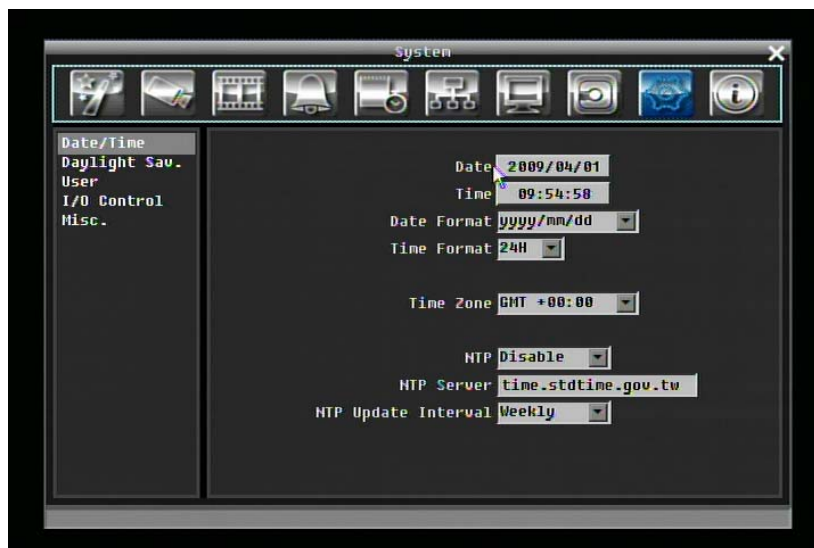 System
Date/Time
Daylight Sav.
User
I/O Control
Misc.
Date 2009/04/01
Time 09:54:58
Date Format yyyy/mm/dd
Time Format 24H
Time Zone GMT +00:00
NTP Disable
NTP Server time.stdtime.gov.tw
NTP Update Interval Weekly